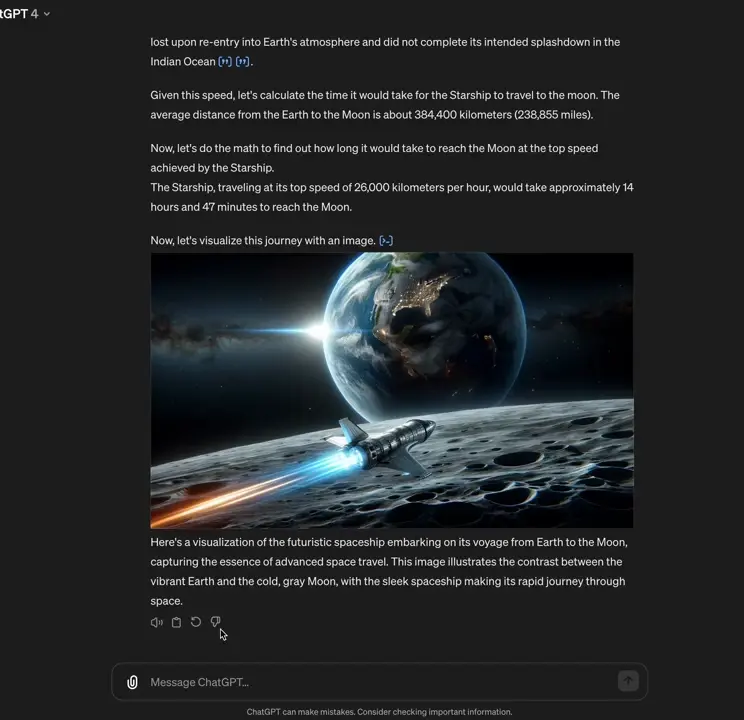 tGPT 4
lost upon re-entry into Earth's atmosphere and did not complete its intended splashdown in the
Indian Ocean ["] ["].
Given this speed, let's calculate the time it would take for the Starship to travel to the moon. The
average distance from the Earth to the Moon is about 384,400 kilometers (238,855 miles).
Now, let's do the math to find out how long it would take to reach the Moon at the top speed
achieved by the Starship.
The Starship, traveling at its top speed of 26,000 kilometers per hour, would take approximately 14
hours and 47 minutes to reach the Moon.
Now, let's visualize this journey with an image. [>-]
Here's a visualization of the futuristic spaceship embarking on its voyage from Earth to the Moon,
capturing the essence of advanced space travel. This image illustrates the contrast between the
vibrant Earth and the cold, gray Moon, with the sleek spaceship making its rapid journey through
space.
Message ChatGPT...
ChatGPT can make mistakes. Consider checking important information.